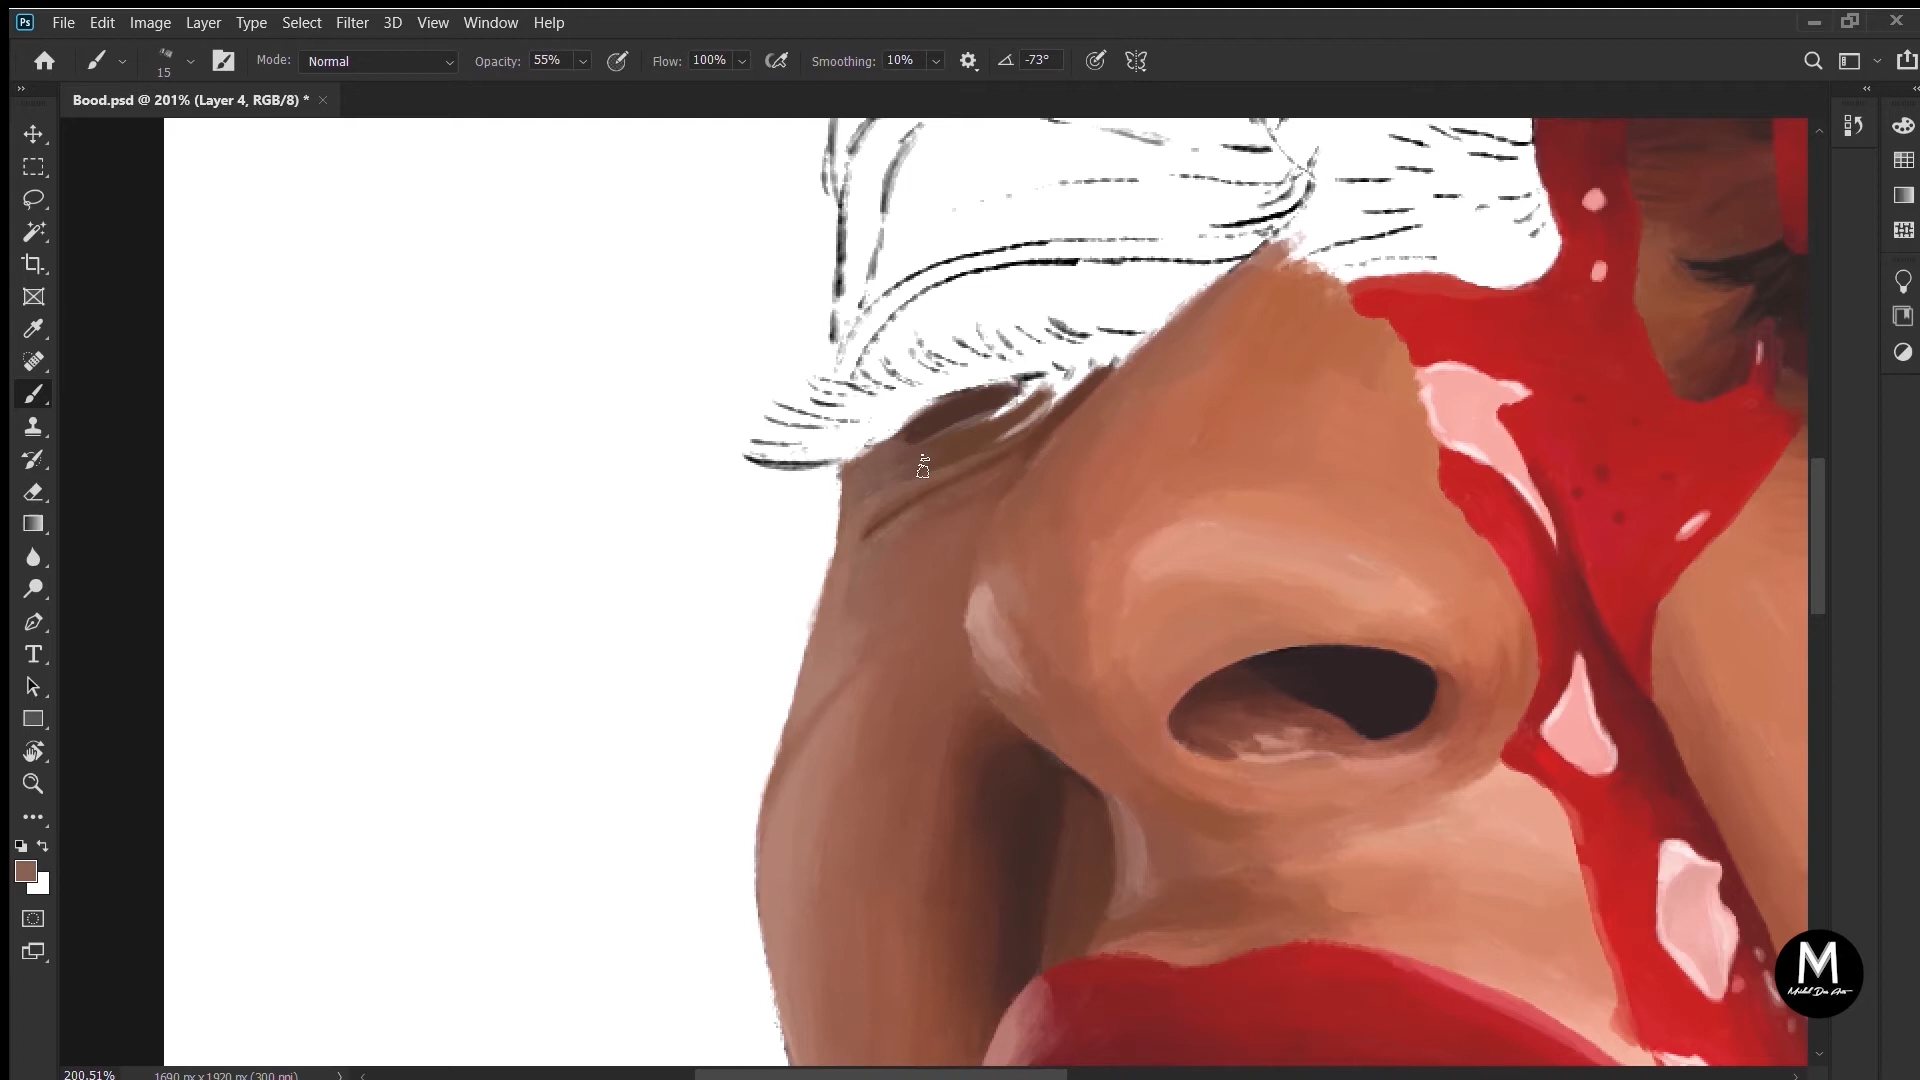 Ps File Edit Image Layer Type Select Filter 3D View Window Help
15 Mode: Normal Opacity: 55% Flow: 100% Smoothing: 10% -73°
Bood.psd @ 201% (Layer 4, RGB/8) *
M
200.51% 1690 px x 1920 px (300 ppi)